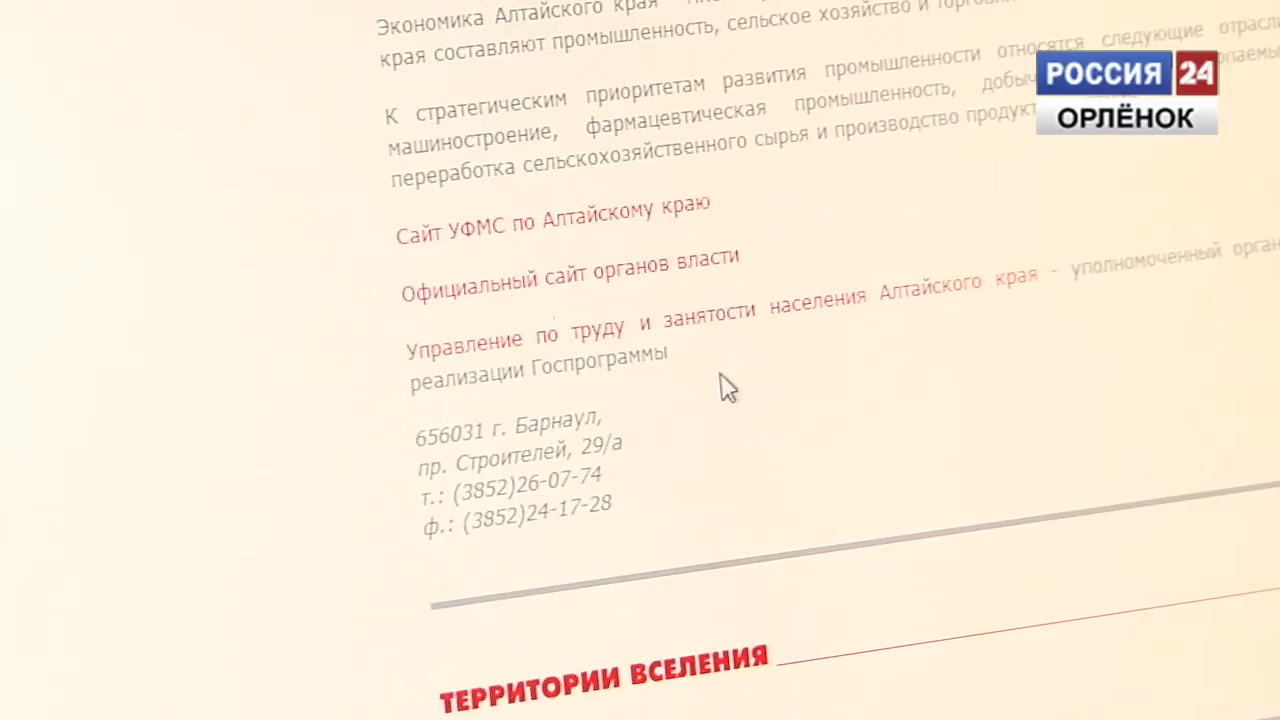 Экономика Алтайского края
края составляют промышленность, сельское хозяйство и
К стратегическим приоритетам развития промышленности относятся следующие
машиностроение, фармацевтическая промышленность,
переработка сельскохозяйственного сырья и производство
Сайт УФМС по Алтайскому краю
Официальный сайт органов власти
Управление по труду и занятости населения Алтайского края - уполномоченный
реализации Госпрограммы
656031 г. Барнаул,
пр. Строителей, 29/а
т.: (3852)26-07-74
ф.: (3852)24-17-28
ТЕРРИТОРИИ ВСЕЛЕНИЯ
РОССИЯ 24
ОРЛЁНОК